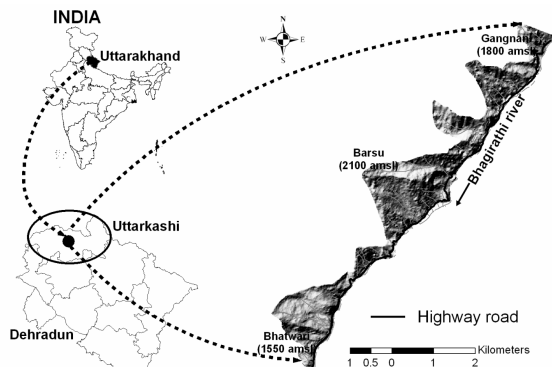 INDIA
Uttarakhand
N
W
E
S
Gangnani
(1800 amsl)
Bhagirathi river
Barsu
(2100 amsl)
Uttarkashi
Dehradun
Bhatwari
(1550 amsl)
Highway road
Kilometers
1 0.5 0 1 2